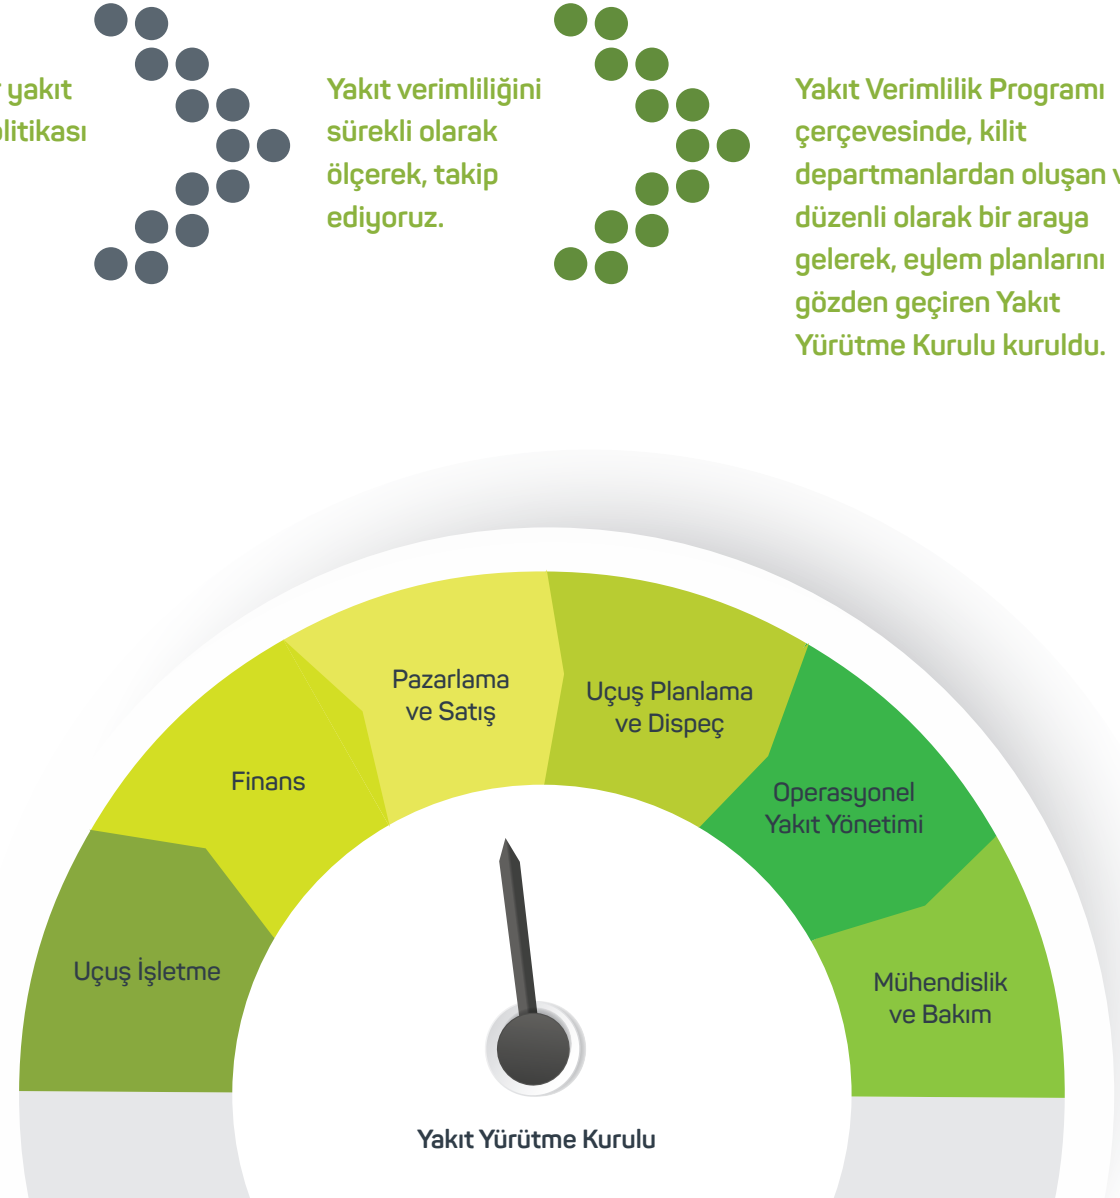 yakıt
Yakıt verimliliğini
sürekli olarak
ölçerek, takip
ediyoruz.
Yakıt Verimlilik Programı
çerçevesinde, kilit
departmanlardan oluşan
düzenli olarak bir araya
gelerek, eylem planlarını
gözden geçiren Yakıt
Yürütme Kurulu kuruldu.
Uçuş İşletme
Finans
Pazarlama
ve Satış
Uçuş Planlama
ve Dispeç
Operasyonel
Yakıt Yönetimi
Mühendislik
ve Bakım
Yakıt Yürütme Kurulu